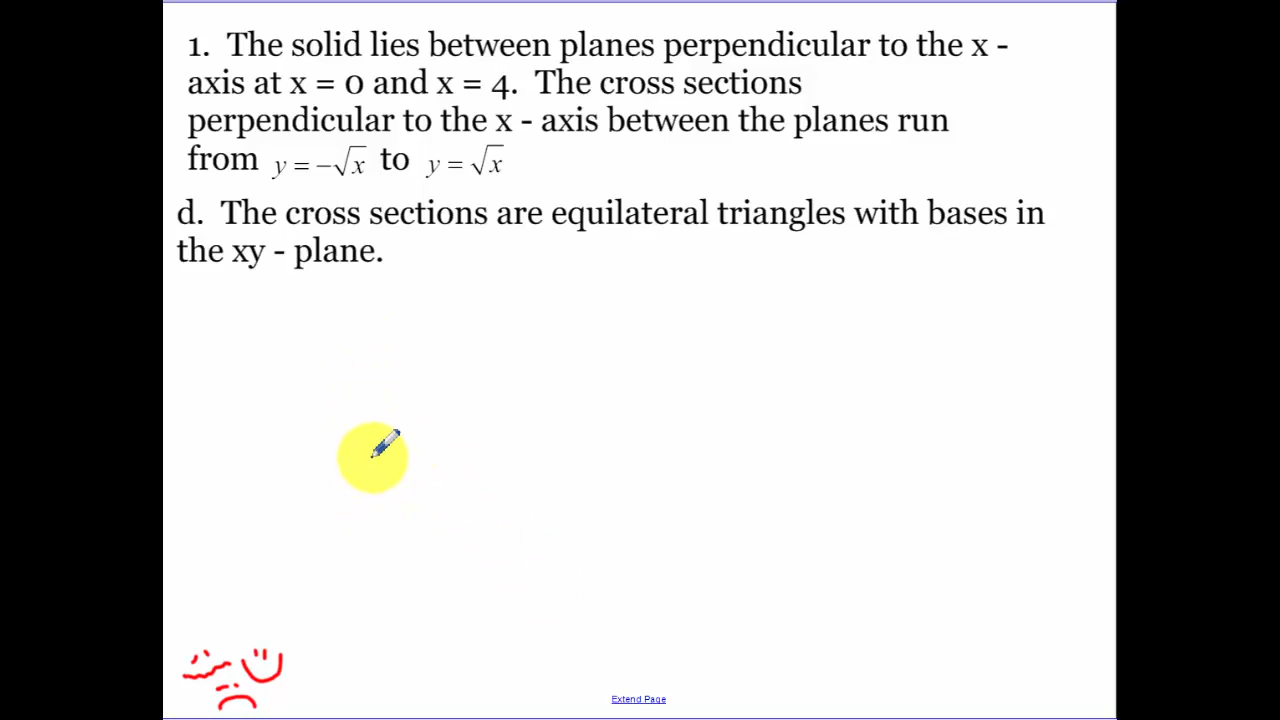 1. The solid lies between planes perpendicular to the x -
axis at x = 0 and x = 4. The cross sections
perpendicular to the x - axis between the planes run
from y = −√x to y = √x
d. The cross sections are equilateral triangles with bases in
the xy - plane.
Extend Page